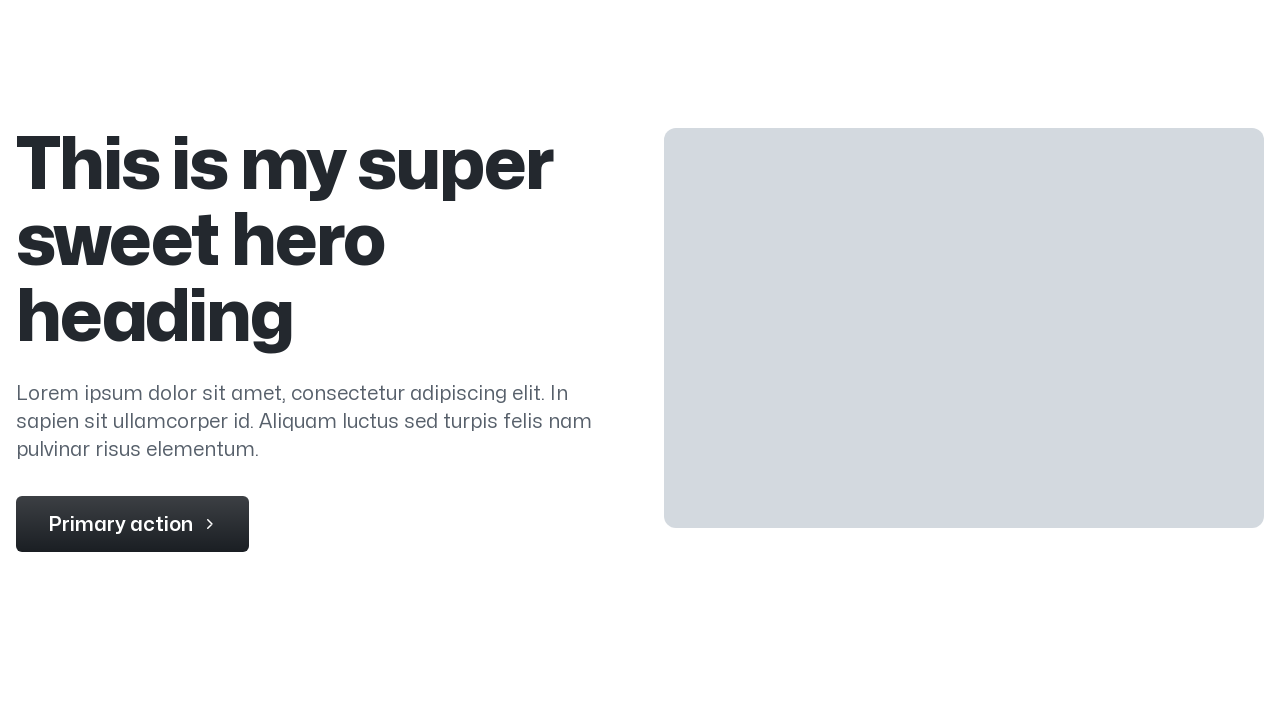 This is my super
sweet hero
heading
Lorem ipsum dolor sit amet, consectetur adipiscing elit. In
sapien sit ullamcorper id. Aliquam luctus sed turpis felis nam
pulvinar risus elementum.
Primary action